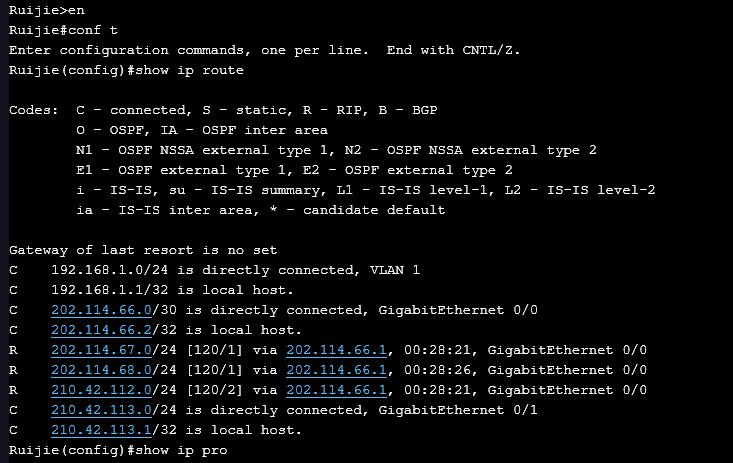 Ruijie>en
Ruijie#conf t
Enter configuration commands, one per line.  End with CNTL/Z.
Ruijie(config)#show ip route
Codes:  C - connected, S - static, R - RIP, B - BGP
        O - OSPF, IA - OSPF inter area
        N1 - OSPF NSSA external type 1, N2 - OSPF NSSA external type 2
        E1 - OSPF external type 1, E2 - OSPF external type 2
        i - IS-IS, su - IS-IS summary, L1 - IS-IS level-1, L2 - IS-IS level-2
        ia - IS-IS inter area, * - candidate default
Gateway of last resort is no set
C    192.168.1.0/24 is directly connected, VLAN 1
C    192.168.1.1/32 is local host.
C    202.114.66.0/30 is directly connected, GigabitEthernet 0/0
C    202.114.66.2/32 is local host.
R    202.114.67.0/24 [120/1] via 202.114.66.1, 00:28:21, GigabitEthernet 0/0
R    202.114.68.0/24 [120/1] via 202.114.66.1, 00:28:26, GigabitEthernet 0/0
R    210.42.112.0/24 [120/2] via 202.114.66.1, 00:28:21, GigabitEthernet 0/0
C    210.42.113.0/24 is directly connected, GigabitEthernet 0/1
C    210.42.113.1/32 is local host.
Ruijie(config)#show ip pro